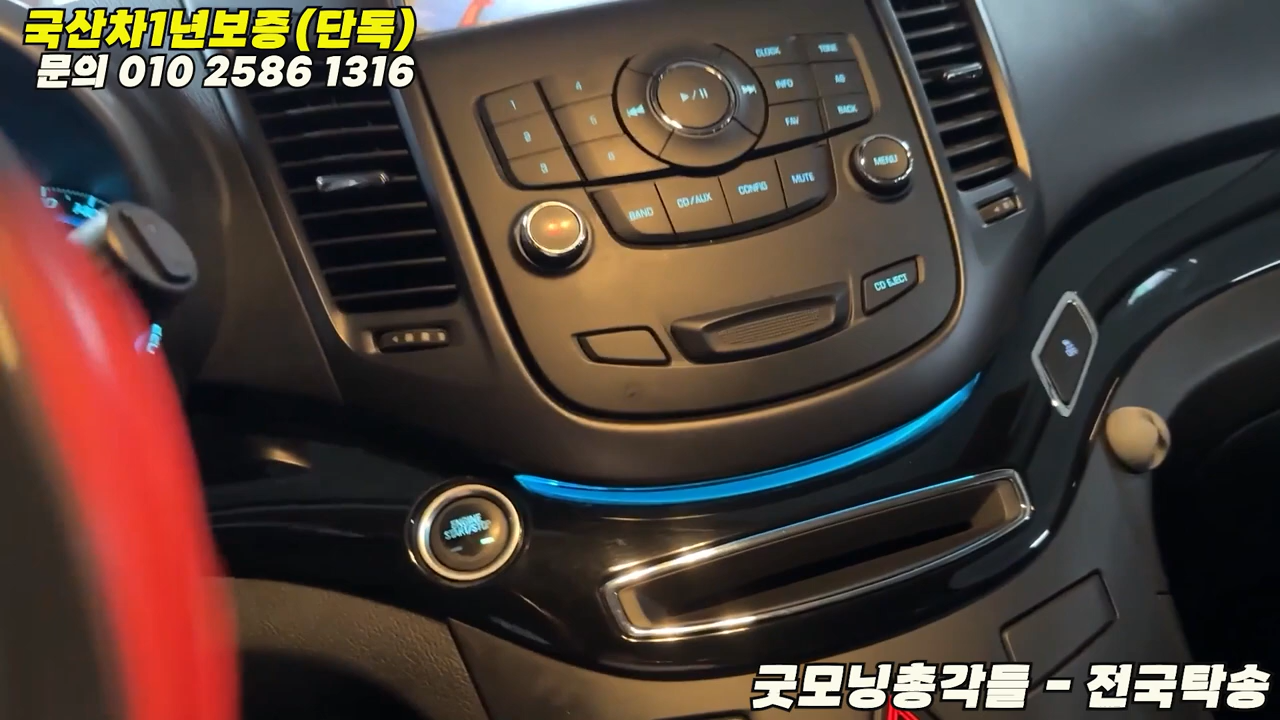 국산차1년보증(단독)
문의 010 2586 1316
CLOCK
TONE
1
4
INFO
AS
5
FAV
BACK
6
MENU
BAND
CD/AUX
CONFIG
MUTE
CD EJECT
ENGINE
START/STOP
굿모닝총각들 - 전국탁송